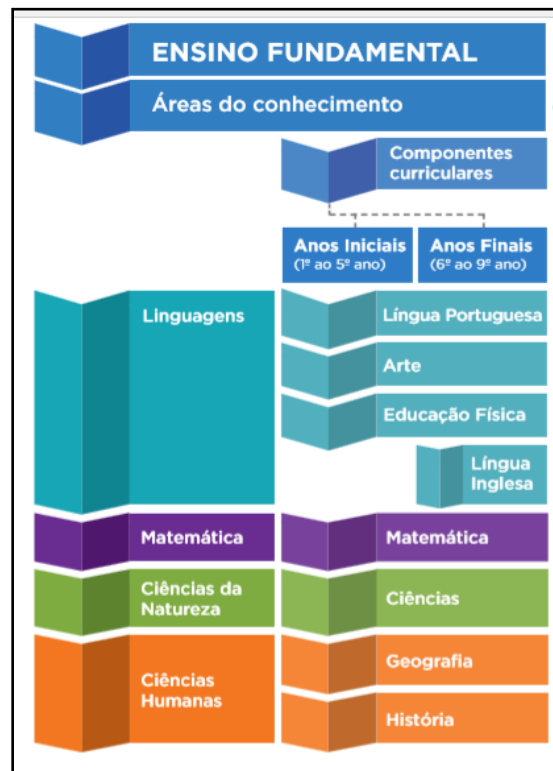 ENSINO FUNDAMENTAL
Áreas do conhecimento
Componentes
curriculares
Anos Iniciais
(1º ao 5º ano)
Anos Finais
(6º ao 9º ano)
Linguagens
Língua Portuguesa
Arte
Educação Física
Língua
Inglesa
Matemática
Matemática
Ciências da
Natureza
Ciências
Ciências
Humanas
Geografia
História